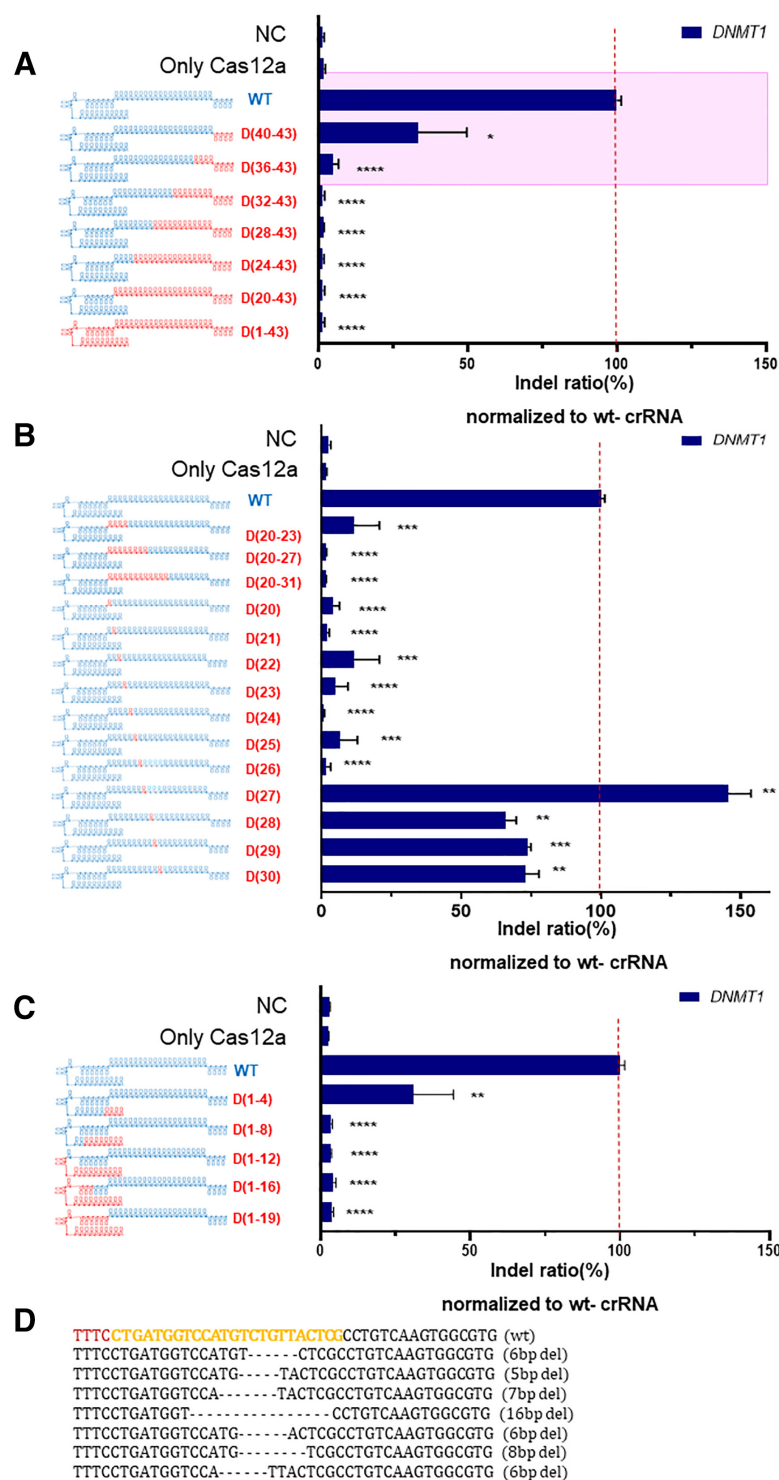 A
NC
DNMT1
Only Cas12a
WT
D(40-43)
*
D(36-43)
****
D(32-43)
****
D(28-43)
****
D(24-43)
****
D(20-43)
****
D(1-43)
****
0 50 100 150
Indel ratio(%)
normalized to wt- crRNA
B
NC
DNMT1
Only Cas12a
WT
D(20-23)
***
D(20-27)
****
D(20-31)
****
D(20)
****
D(21)
****
D(22)
***
D(23)
****
D(24)
****
D(25)
***
D(26)
****
D(27)
**
D(28)
**
D(29)
***
D(30)
**
0 50 100 150
Indel ratio(%)
normalized to wt- crRNA
C
NC
DNMT1
Only Cas12a
WT
D(1-4)
**
D(1-8)
****
D(1-12)
****
D(1-16)
****
D(1-19)
****
0 50 100 150
Indel ratio(%)
normalized to wt- crRNA
D
TTTCCTGATGGTCCATGTCTGTTACTCGCCTGTCAAGTGGCGTG (wt)
TTTCCTGATGGTCCATGT------CTCGCCTGTCAAGTGGCGTG (6bp del)
TTTCCTGATGGTCCATG-----TACTCGCCTGTCAAGTGGCGTG (5bp del)
TTTCCTGATGGTCCA-------TACTCGCCTGTCAAGTGGCGTG (7bp del)
TTTCCTGATGGT-----------------CCTGTCAAGTGGCGTG (16bp del)
TTTCCTGATGGTCCATG------ACTCGCCTGTCAAGTGGCGTG (6bp del)
TTTCCTGATGGTCCATG--------TCGCCTGTCAAGTGGCGTG (8bp del)
TTTCCTGATGGTCCA------TTACTCGCCTGTCAAGTGGCGTG (6bp del)